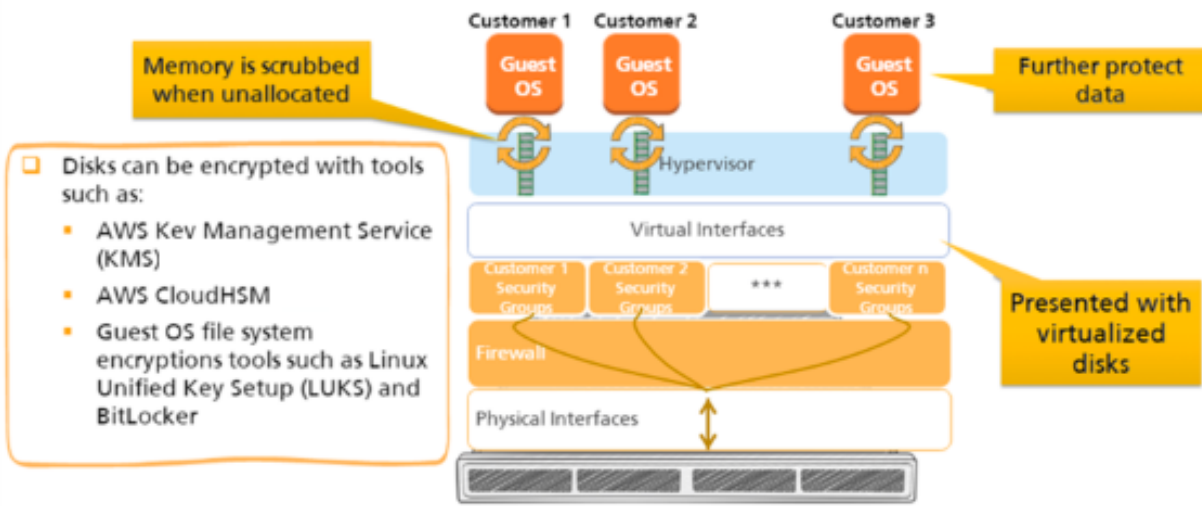 Customer 1
Customer 2
Customer 3
Memory is scrubbed
when unallocated
Guest
OS
Guest
OS
Guest
OS
Further protect
data
Disks can be encrypted with tools
such as:
AWS Kev Management Service
(KMS)
AWS CloudHSM
Guest OS file system
encryptions tools such as Linux
Unified Key Setup (LUKS) and
BitLocker
Hypervisor
Virtual Interfaces
Customer 1
Security
Groups
Customer 2
Security
Groups
***
Customer n
Security
Groups
Presented with
virtualized
disks
Firewall
Physical Interfaces